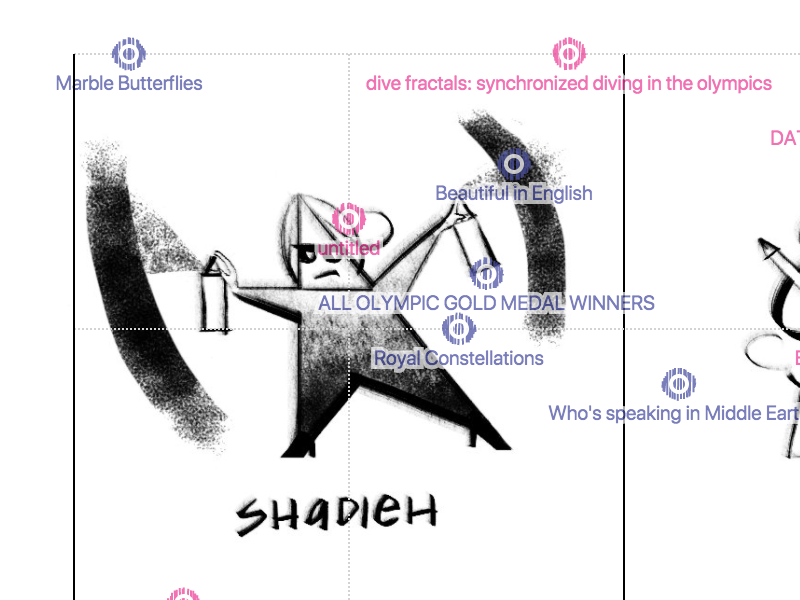 Marble Butterflies
dive fractals: synchronized diving in the olympics
DAT
Beautiful in English
untitled
ALL OLYMPIC GOLD MEDAL WINNERS
Royal Constellations
Who's speaking in Middle Eart
SHADIEH